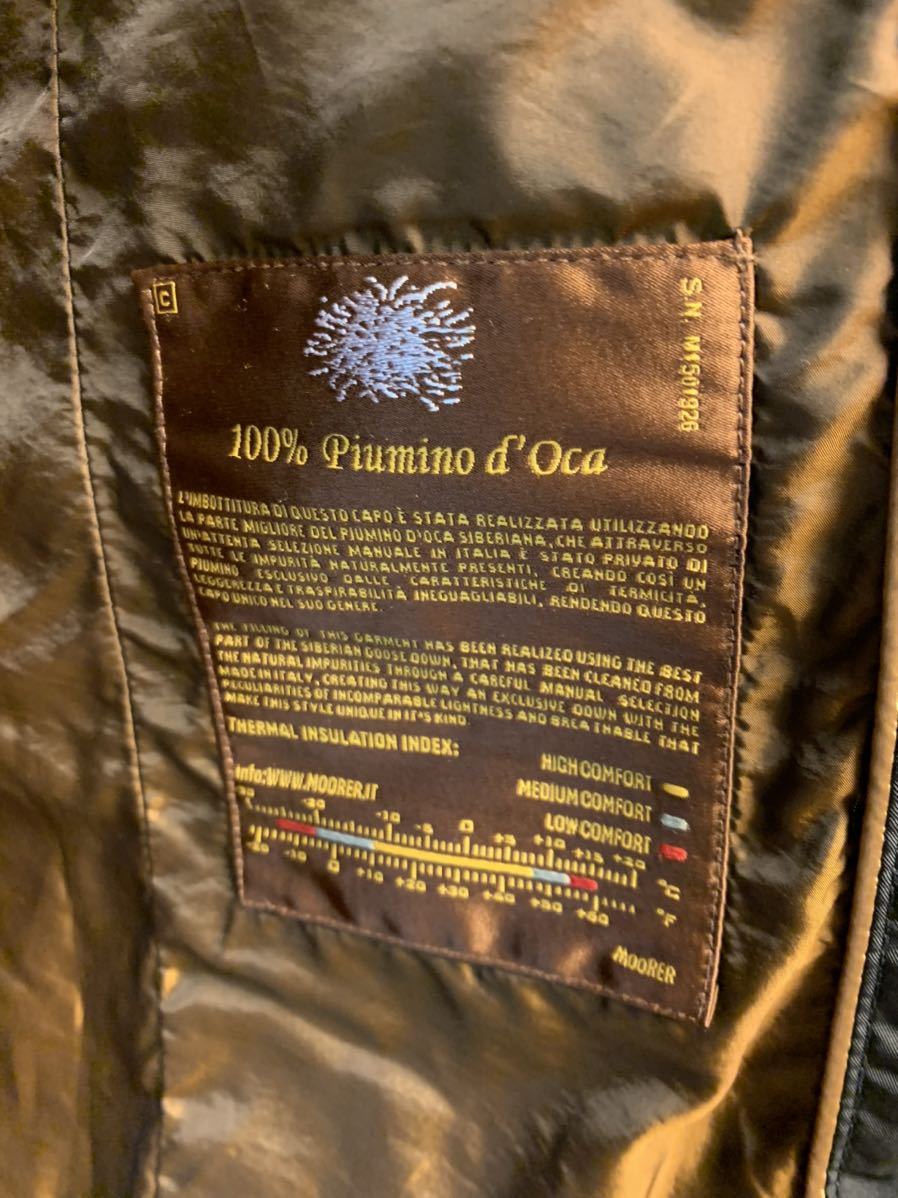 C
S.N. M1501926
100% Piumino d'Oca
L'IMBOTTITURA DI QUESTO CAPO È STATA REALIZZATA UTILIZZANDO
LA PARTE MIGLIORE DEL PIUMINO D'OCA SIBERIANA, CHE ATTRAVERSO
UN'ATTENTA SELEZIONE MANUALE IN ITALIA È STATO PRIVATO DI
TUTTE LE IMPURITÀ NATURALMENTE PRESENTI, CREANDO COSÌ UN
PIUMINO ESCLUSIVO DALLE CARATTERISTICHE DI TERMICITÀ,
LEGGEREZZA E TRASPIRABILITÀ INEGUAGLIABILI, RENDENDO QUESTO
CAPO UNICO NEL SUO GENERE.
THE FILLING OF THIS GARMENT HAS BEEN REALIZED USING THE BEST
PART OF THE SIBERIAN GOOSE DOWN, THAT HAS BEEN CLEANED FROM
THE NATURAL IMPURITIES THROUGH A CAREFUL MANUAL SELECTION
MADE IN ITALY, CREATING THIS WAY AN EXCLUSIVE DOWN WITH THE
PECULIARITIES OF INCOMPARABLE LIGHTNESS AND BREATHABLE THAT
MAKE THIS STYLE UNIQUE IN IT'S KIND.
THERMAL INSULATION INDEX:
HIGH COMFORT
info:WWW.MOORER.IT MEDIUM COMFORT
LOW COMFORT
-30 -20 -10 -5 0 +5 +10 +15 +20 °C
-20 -10 0 +10 +20 +30 +40 +50 +60 °F
MOORER